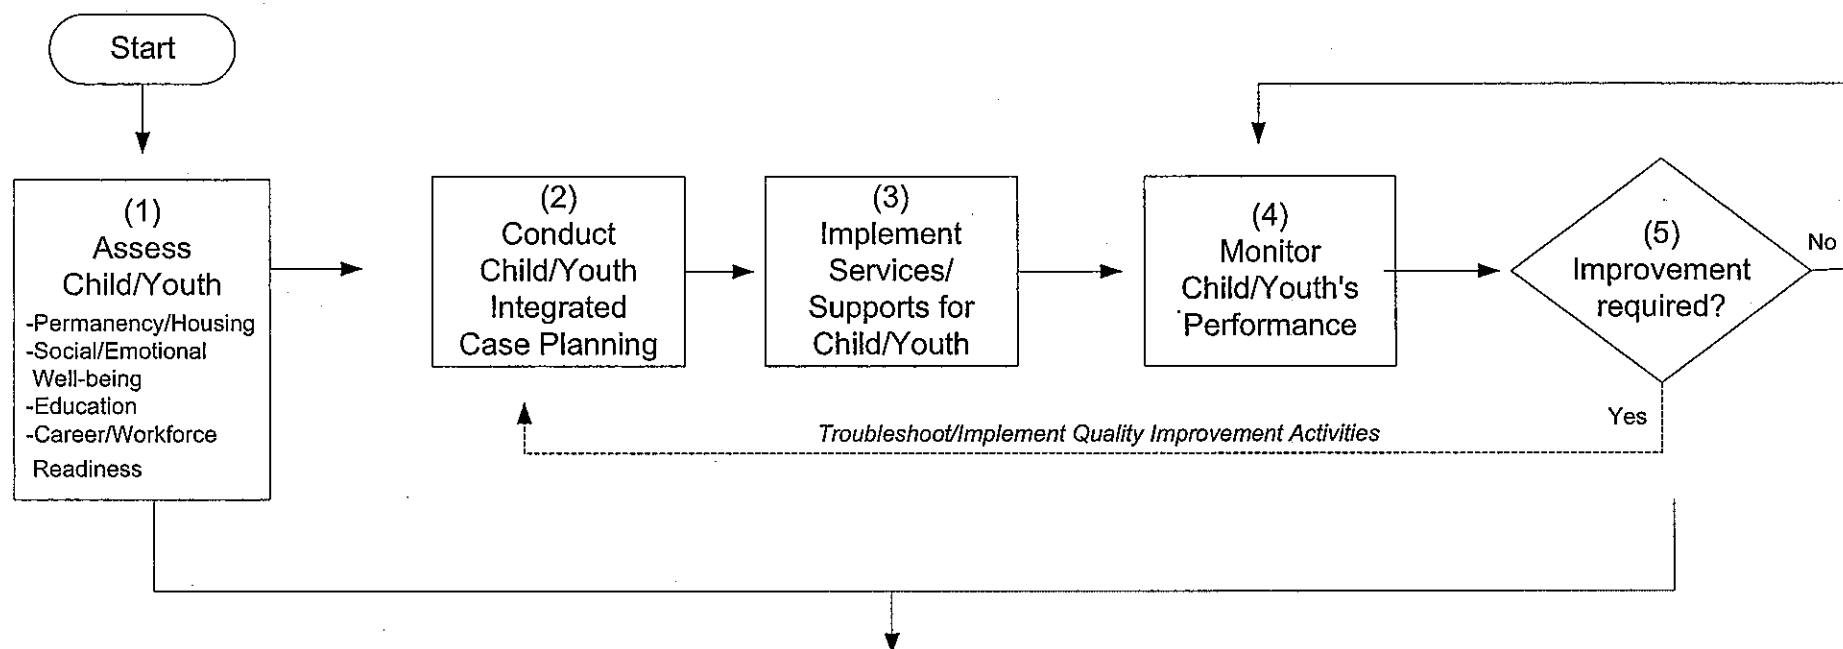 Start
(1)
Assess
Child/Youth
-Permanency/Housing
-Social/Emotional
Well-being
-Education
-Career/Workforce
Readiness
(2)
Conduct
Child/Youth
Integrated
Case Planning
(3)
Implement
Services/
Supports for
Child/Youth
(4)
Monitor
Child/Youth's
Performance
(5)
Improvement
required?
No
Yes
Troubleshoot/Implement Quality Improvement Activities